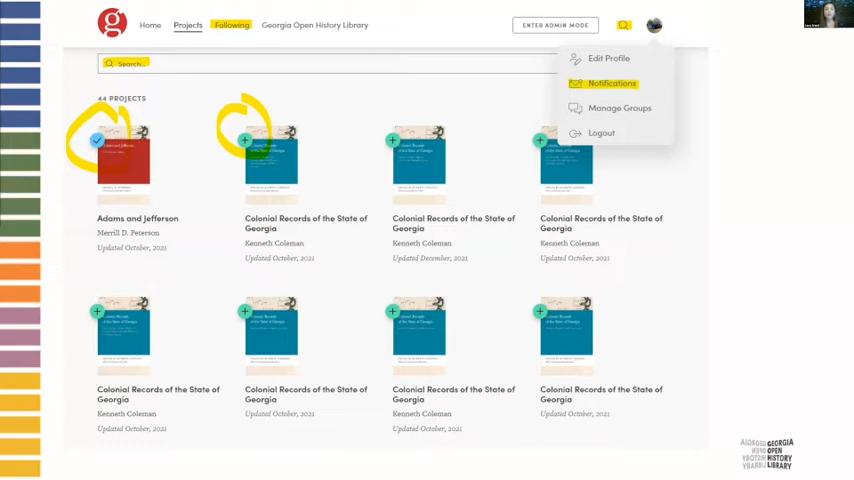 g
Home
Projects
Following
Georgia Open History Library
ENTER ADMIN MODE
Search...
Edit Profile
Notifications
Manage Groups
Logout
44 PROJECTS
Adams and Jefferson
Merrill D. Peterson
Updated October, 2021
Colonial Records of the State of
Georgia
Kenneth Coleman
Updated October, 2021
Colonial Records of the State of
Georgia
Kenneth Coleman
Updated December, 2021
Colonial Records of the State of
Georgia
Kenneth Coleman
Updated October, 2021
Colonial Records of the State of
Georgia
Kenneth Coleman
Updated October, 2021
Colonial Records of the State of
Georgia
Updated October, 2021
Colonial Records of the State of
Georgia
Kenneth Coleman
Updated October, 2021
Colonial Records of the State of
Georgia
Updated October, 2021
GEORGIA
OPEN
HISTORY
LIBRARY